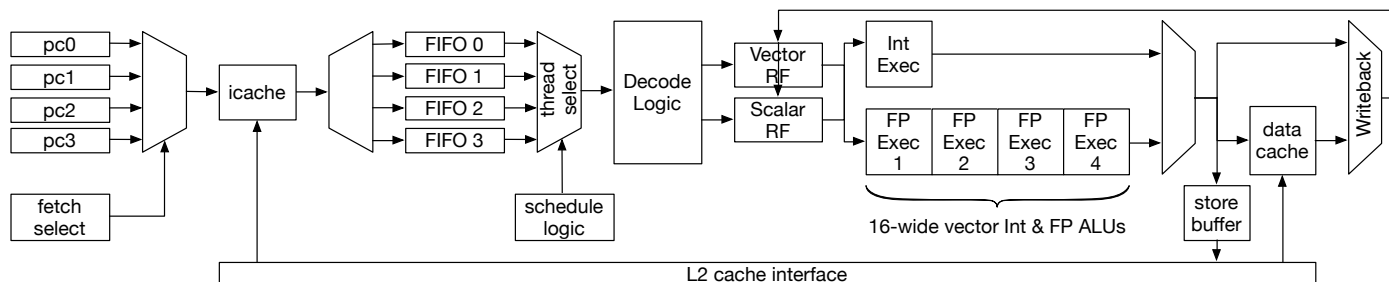 pc0
pc1
pc2
pc3
fetch
select
icache
FIFO 0
FIFO 1
FIFO 2
FIFO 3
thread
select
schedule
logic
Decode
Logic
Vector
RF
Scalar
RF
Int
Exec
FP
Exec
1
FP
Exec
2
FP
Exec
3
FP
Exec
4
16-wide vector Int & FP ALUs
data
cache
store
buffer
Writeback
L2 cache interface